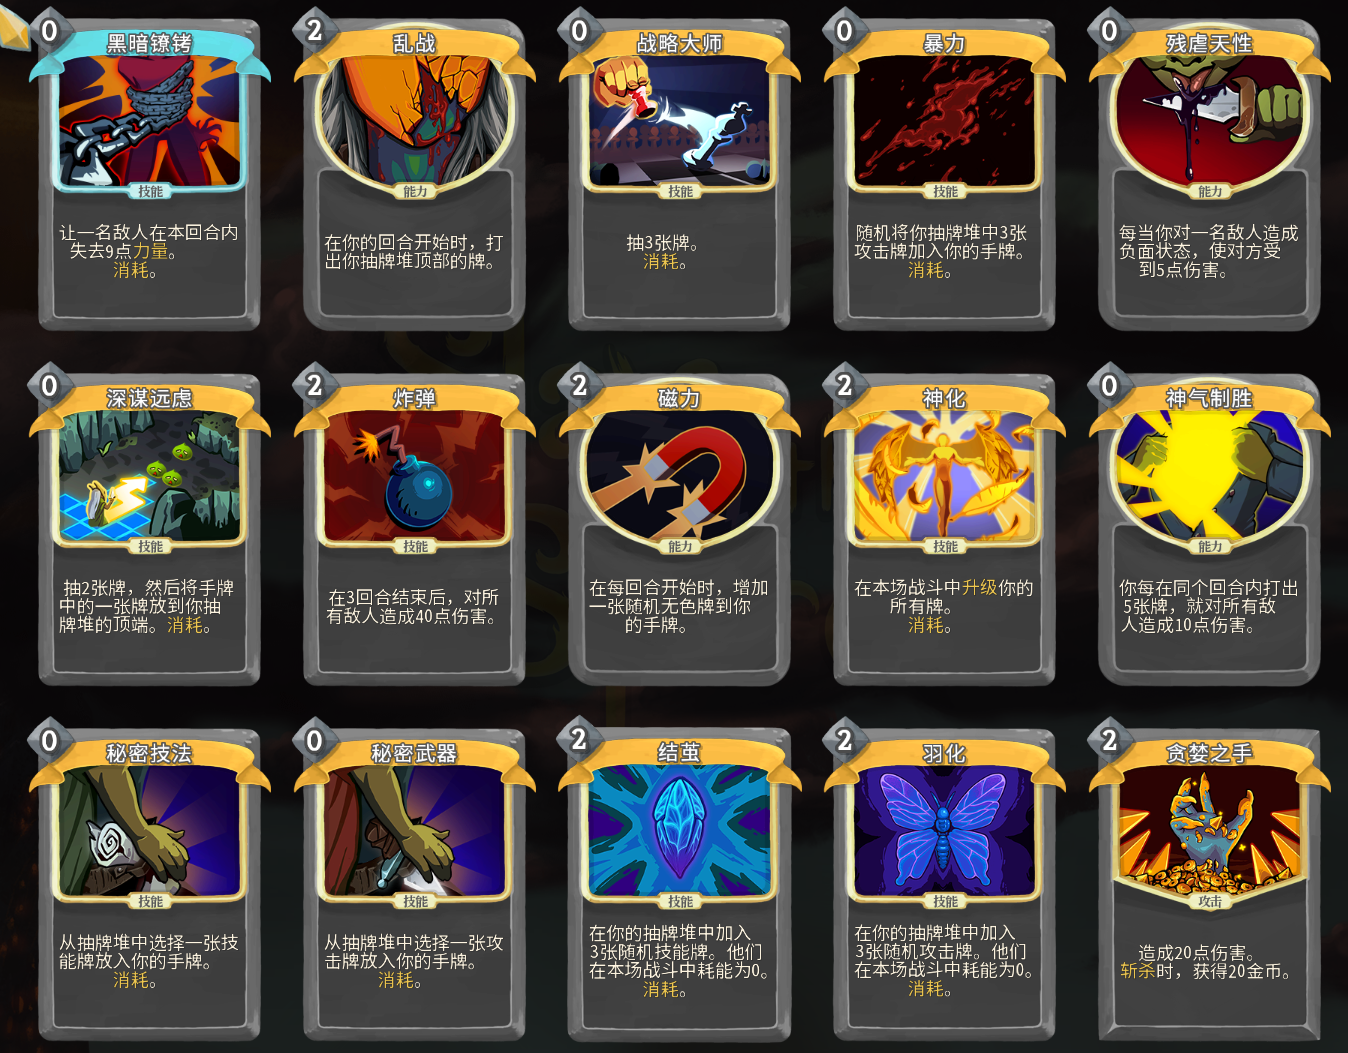 0
黑暗镣铐
技能
让一名敌人在本回合内
失去9点力量。
消耗。
2
乱战
能力
在你的回合开始时，打
出你抽牌堆顶部的牌。
0
战略大师
技能
抽3张牌。
消耗。
0
暴力
技能
随机将你抽牌堆中3张
攻击牌加入你的手牌。
消耗。
0
残虐天性
能力
每当你对一名敌人造成
负面状态，使对方受
到5点伤害。
0
深谋远虑
技能
抽2张牌，然后将手牌
中的一张牌放到你抽
牌堆的顶端。消耗。
2
炸弹
技能
在3回合结束后，对所
有敌人造成40点伤害。
2
磁力
能力
在每回合开始时，增加
一张随机无色牌到你
的手牌。
2
神化
技能
在本场战斗中升级你的
所有牌。
消耗。
0
神气制胜
能力
你每在同个回合内打出
5张牌，就对所有敌
人造成10点伤害。
0
秘密技法
技能
从抽牌堆中选择一张技
能牌放入你的手牌。
消耗。
0
秘密武器
技能
从抽牌堆中选择一张攻
击牌放入你的手牌。
消耗。
2
结茧
技能
在你的抽牌堆中加入
3张随机技能牌。他们
在本场战斗中耗能为0。
消耗。
2
羽化
技能
在你的抽牌堆中加入
3张随机攻击牌。他们
在本场战斗中耗能为0。
消耗。
2
贪婪之手
攻击
造成20点伤害。
斩杀时，获得20金币。